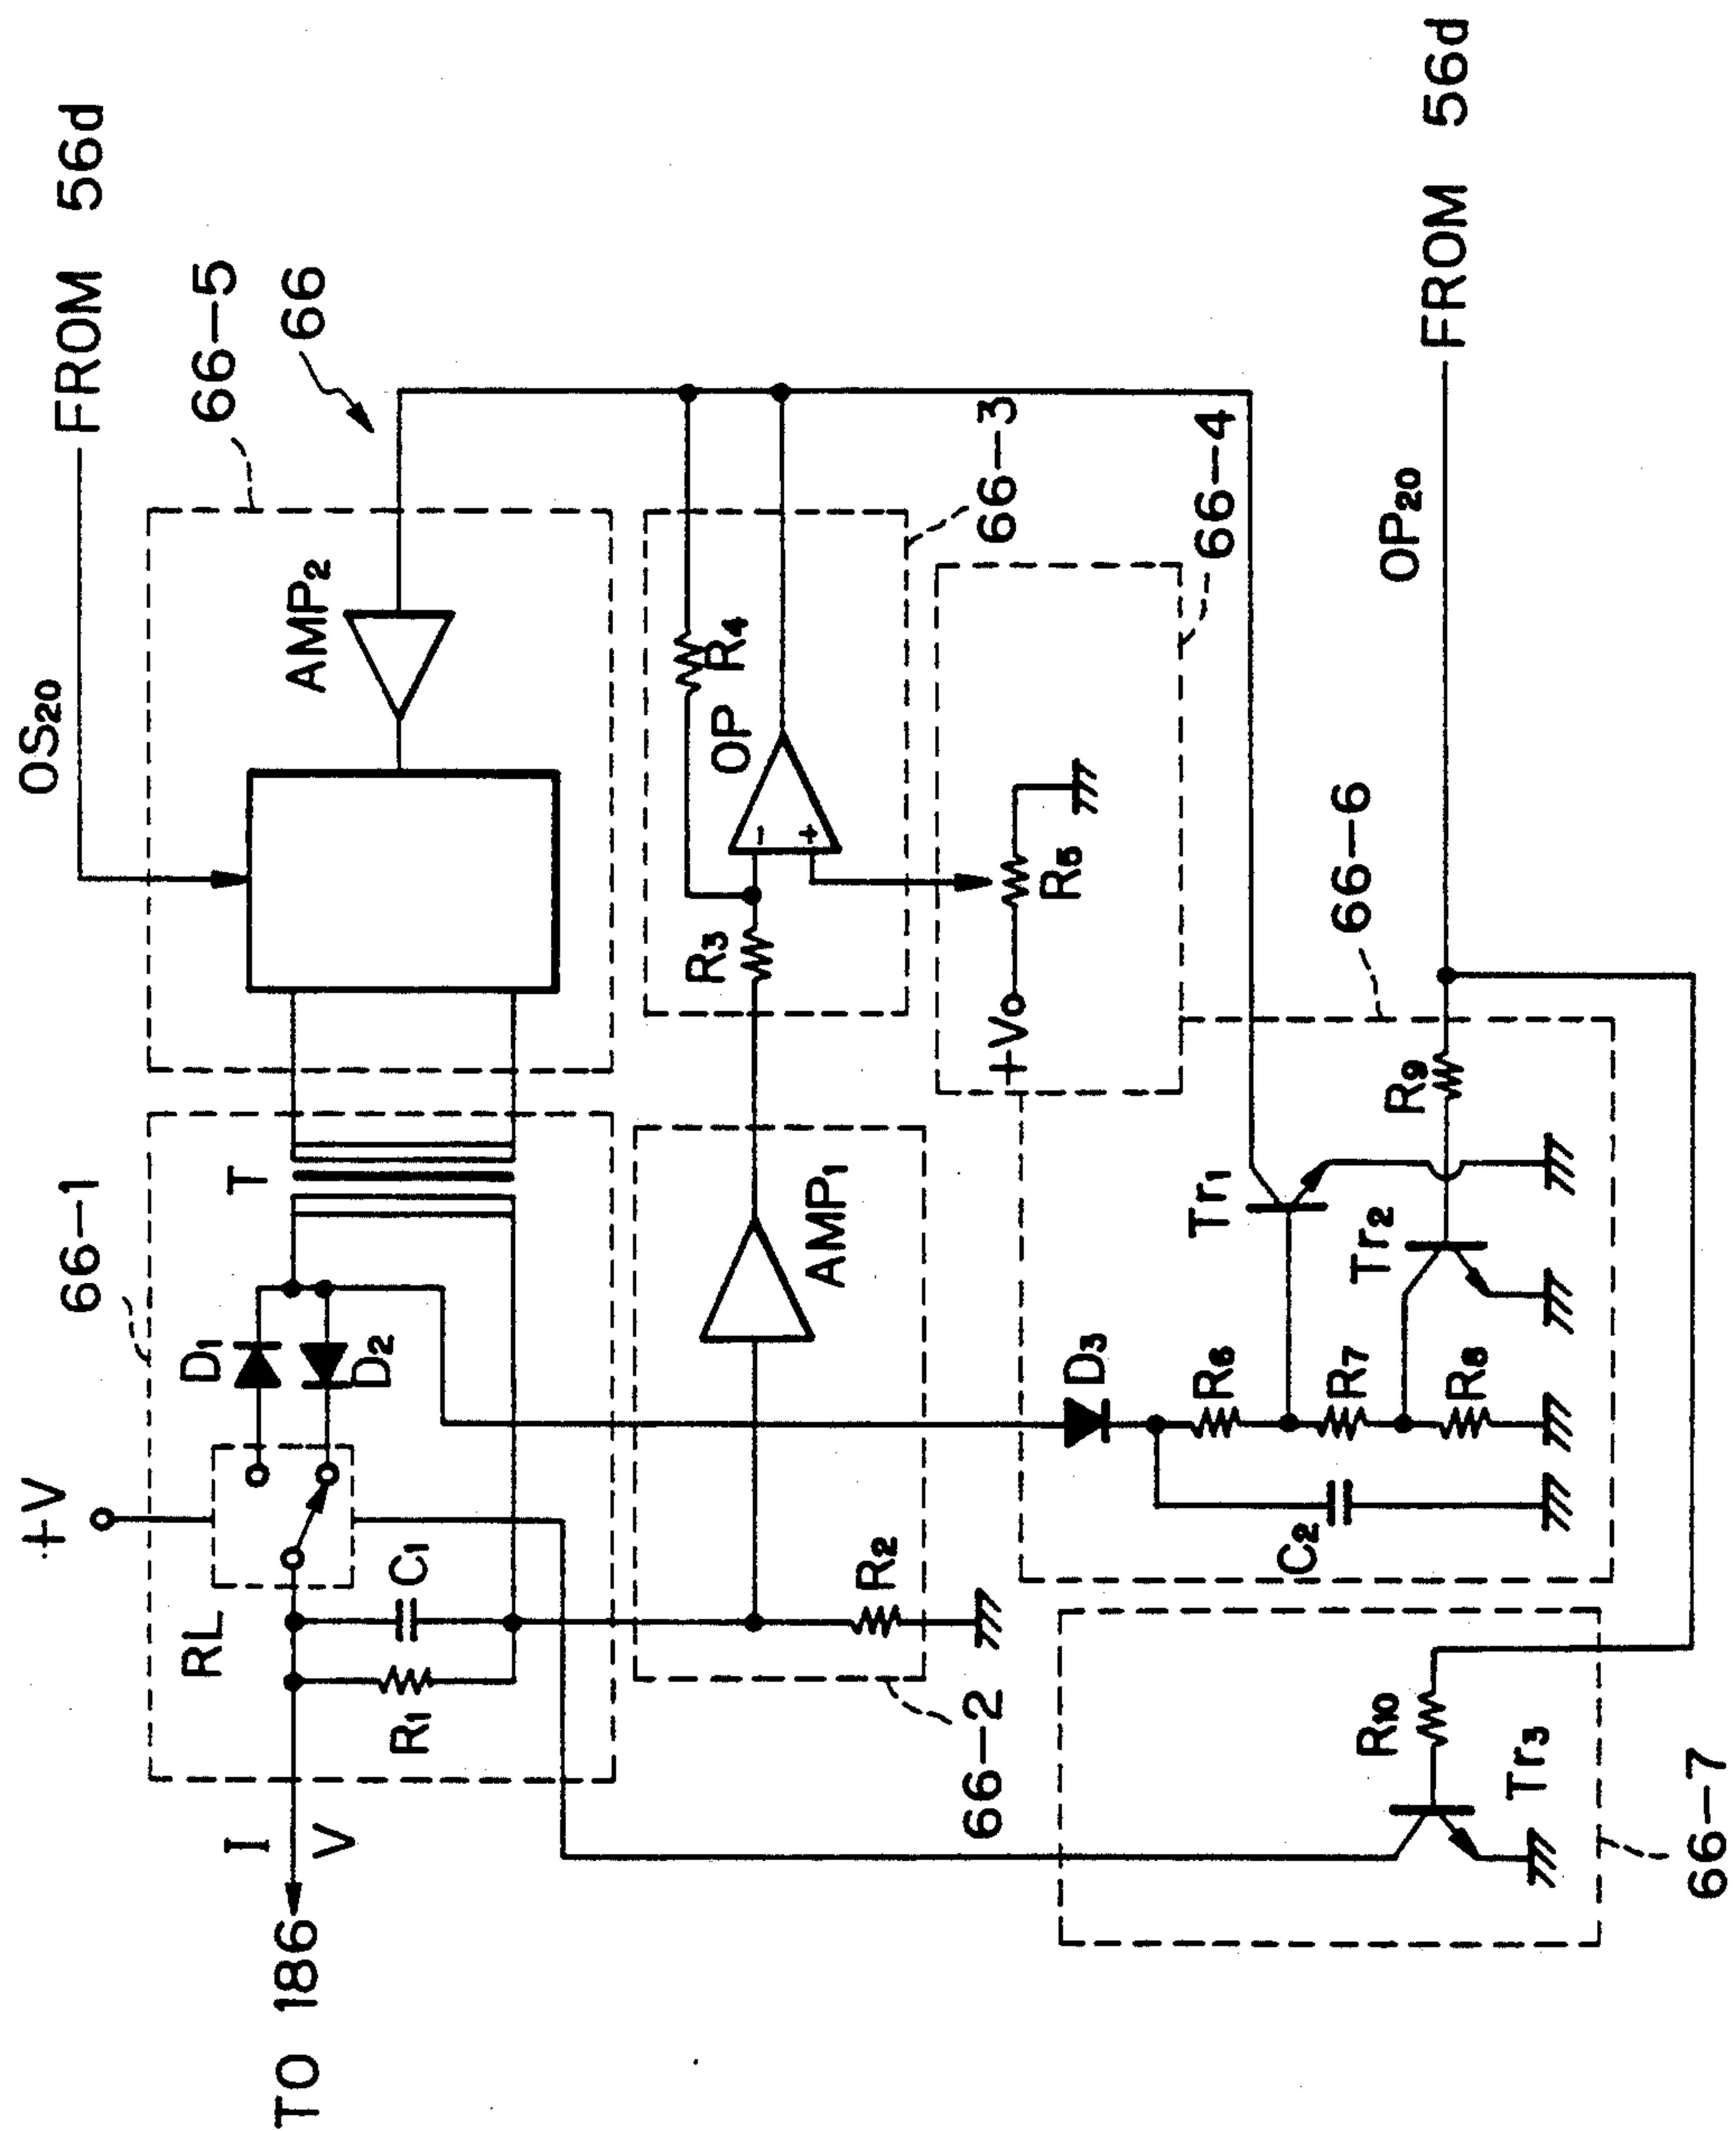 FROM 56d
OS20
66-5
66
AMP2
66-1
T
D1
D2
+V
RL
C1
R1
I
V
TO 186
R4
OP
-
+
R3
66-3
AMP1
R2
66-2
66-4
R5
+Vo
FROM 56d
OP20
66-6
R9
Tr1
Tr2
D3
R6
R7
R8
C2
R10
Tr3
66-7